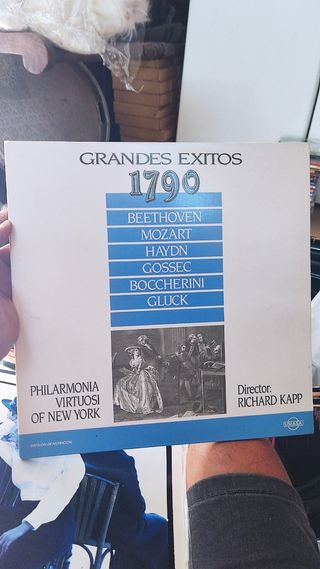 GRANDES EXITOS
1790
BEETHOVEN
MOZART
HAYDN
GOSSEC
BOCCHERINI
GLUCK
PHILARMONIA
VIRTUOSI
OF NEW YORK
Director:
RICHARD KAPP